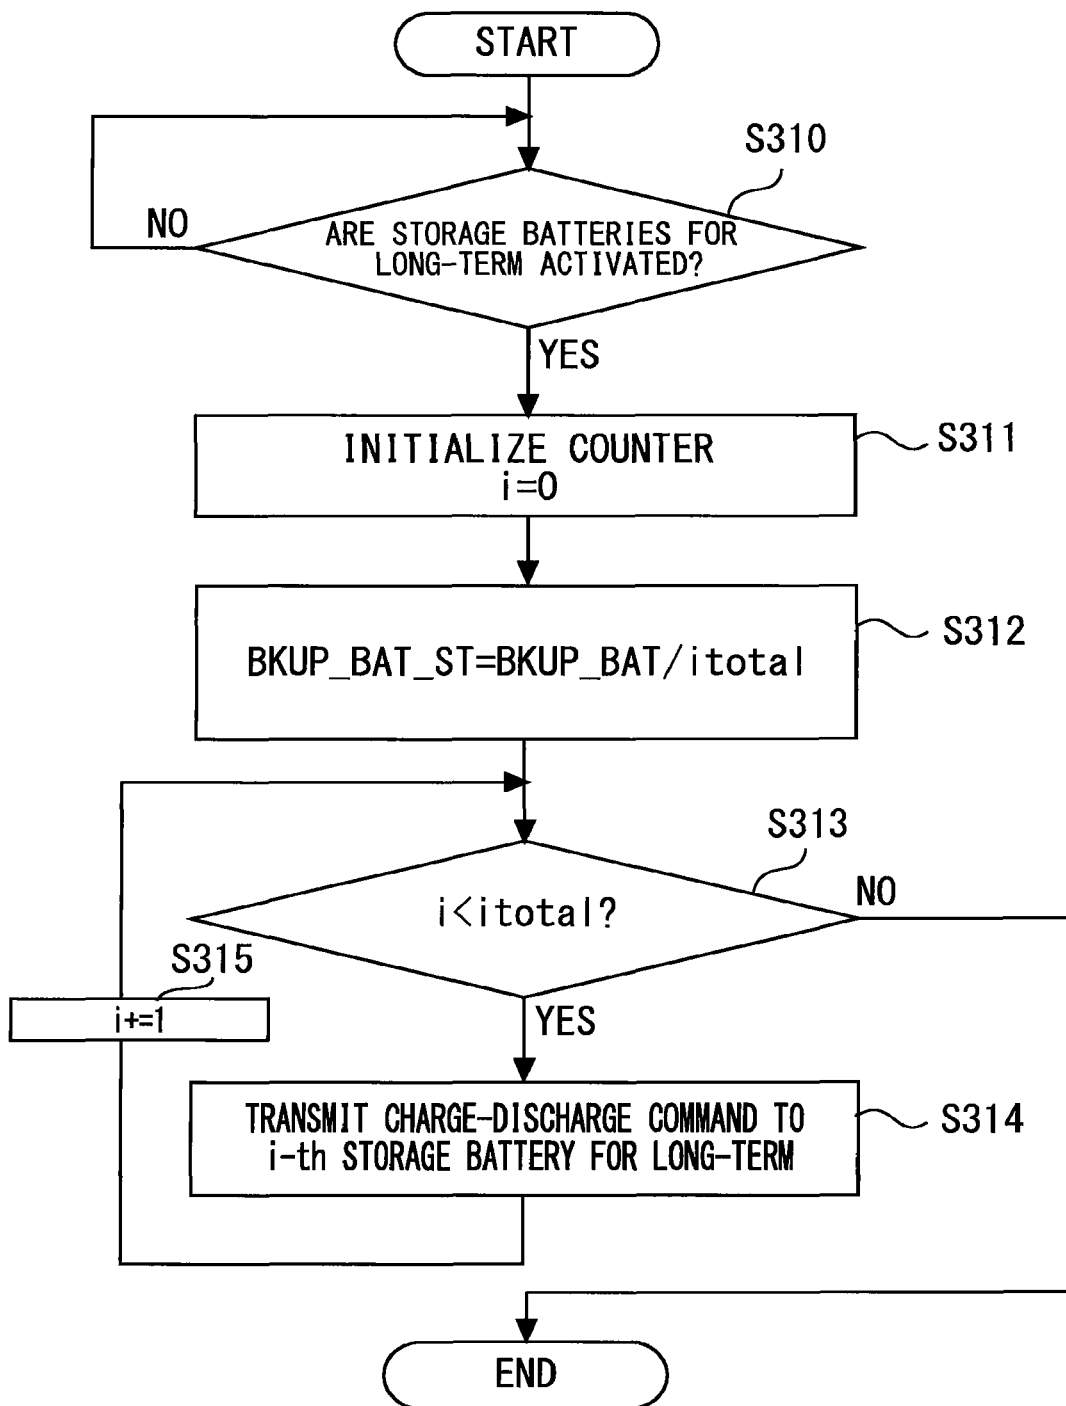 START
S310
NO
ARE STORAGE BATTERIES FOR
LONG-TERM ACTIVATED?
YES
INITIALIZE COUNTER
i=0
S311
BKUP_BAT_ST=BKUP_BAT/itotal
S312
S313
i<itotal?
NO
S315
i+=1
YES
TRANSMIT CHARGE-DISCHARGE COMMAND TO
i-th STORAGE BATTERY FOR LONG-TERM
S314
END